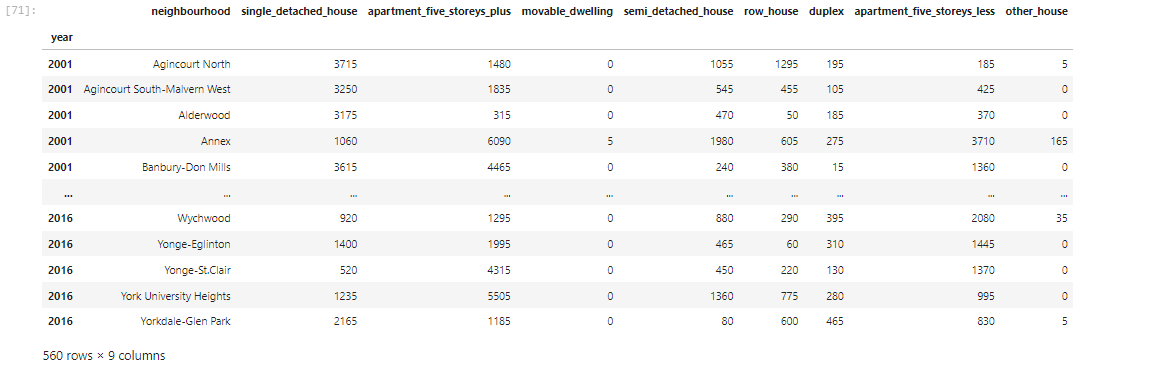 [71]:
neighbourhood single_detached_house apartment_five_storeys_plus movable_dwelling semi_detached_house row_house duplex apartment_five_storeys_less other_house
year
2001 Agincourt North 3715 1480 0 1055 1295 195 185 5
2001 Agincourt South-Malvern West 3250 1835 0 545 455 105 425 0
2001 Alderwood 3175 315 0 470 50 185 370 0
2001 Annex 1060 6090 5 1980 605 275 3710 165
2001 Banbury-Don Mills 3615 4465 0 240 380 15 1360 0
... ... ... ... ... ... ... ... ... ...
2016 Wychwood 920 1295 0 880 290 395 2080 35
2016 Yonge-Eglinton 1400 1995 0 465 60 310 1445 0
2016 Yonge-St.Clair 520 4315 0 450 220 130 1370 0
2016 York University Heights 1235 5505 0 1360 775 280 995 0
2016 Yorkdale-Glen Park 2165 1185 0 80 600 465 830 5
560 rows × 9 columns